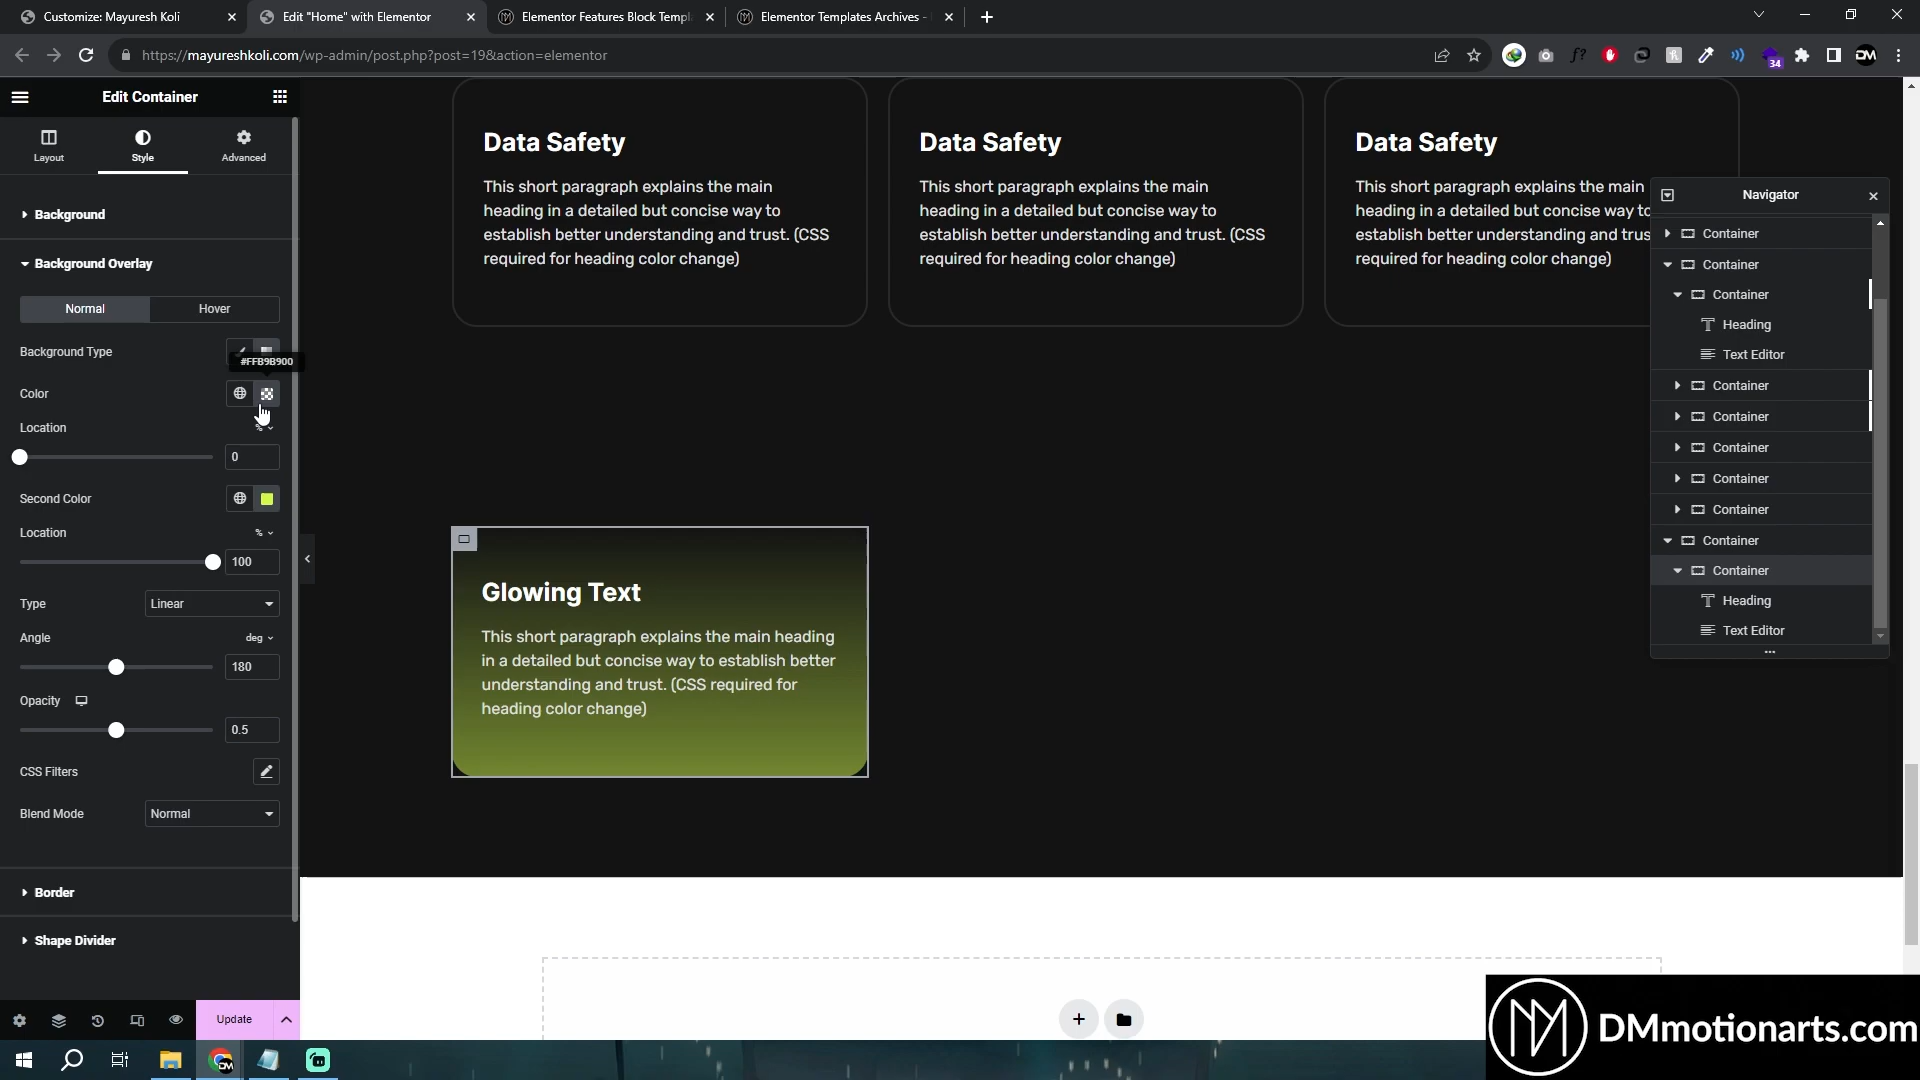 Customize: Mayuresh Koli
Edit "Home" with Elementor
Elementor Features Block Templ
Elementor Templates Archives -
https://mayureshkoli.com/wp-admin/post.php?post=19&action=elementor
34
DM
Edit Container
Layout
Style
Advanced
Background
Background Overlay
Normal
Hover
Background Type
#FFB9B900
Color
Location
%
0
Second Color
Location
%
100
Type
Linear
Angle
deg
180
Opacity
0.5
CSS Filters
Blend Mode
Normal
Border
Shape Divider
Update
Data Safety
This short paragraph explains the main
heading in a detailed but concise way to
establish better understanding and trust. (CSS
required for heading color change)
Data Safety
This short paragraph explains the main
heading in a detailed but concise way to
establish better understanding and trust. (CSS
required for heading color change)
Data Safety
This short paragraph explains the main
heading in a detailed but concise way to
establish better understanding and trus
required for heading color change)
Glowing Text
This short paragraph explains the main heading
in a detailed but concise way to establish better
understanding and trust. (CSS required for
heading color change)
Navigator
Container
Container
Container
Heading
Text Editor
Container
Container
Container
Container
Container
Container
Container
Heading
Text Editor
DMmotionarts.com